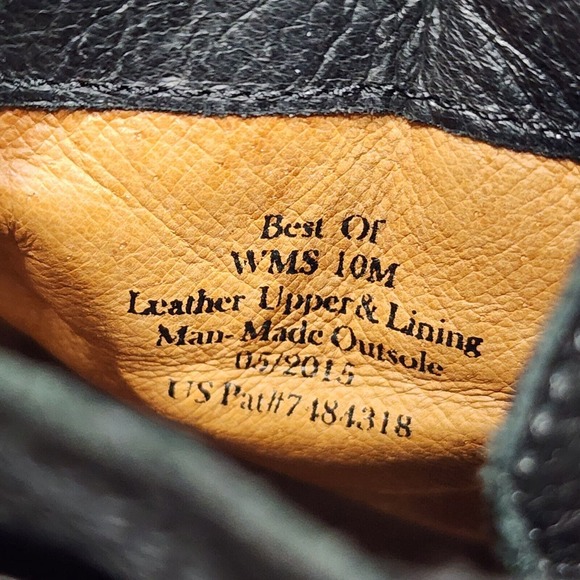 Best Of
WMS 10M
Leather Upper & Lining
Man-Made Outsole
05/2015
US Pat#7484318